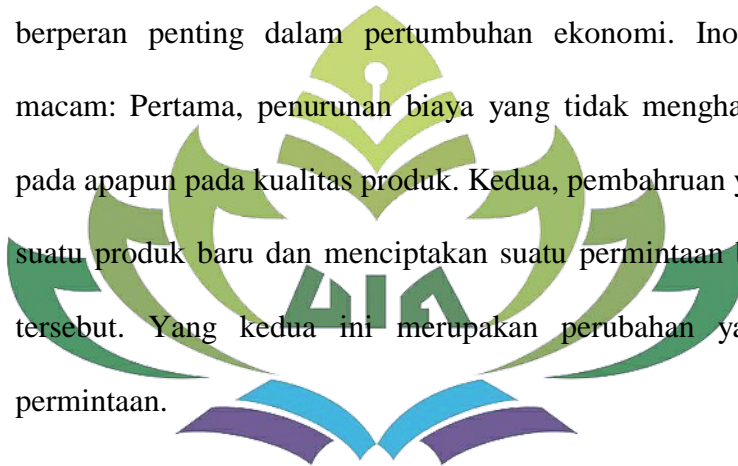 berperan penting dalam pertumbuhan ekonomi. Ino
macam: Pertama, penurunan biaya yang tidak mengha
pada apapun pada kualitas produk. Kedua, pembahruan y
suatu produk baru dan menciptakan suatu permintaan b
UIN
tersebut. Yang kedua ini merupakan perubahan ya
permintaan.